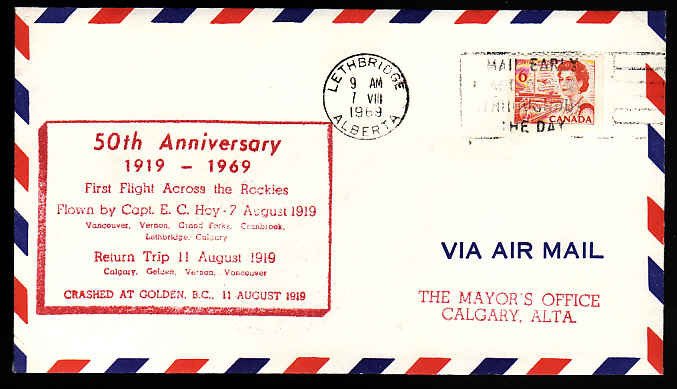 50th Anniversary
1919 - 1969
First Flight Across the Rockies
Flown by Capt. E. C. Hoy - 7 August 1919
Vancouver, Vernon, Grand Forks, Cranbrook,
Lethbridge, Calgary
Return Trip 11 August 1919
Calgary, Golden, Vernon, Vancouver
CRASHED AT GOLDEN, B.C. 11 AUGUST 1919
LETHBRIDGE
9 AM
7 VIII
1969
ALBERTA
MAIL EARLY
THROUGHOUT
THE DAY
6
CANADA
VIA AIR MAIL
THE MAYOR'S OFFICE
CALGARY, ALTA.